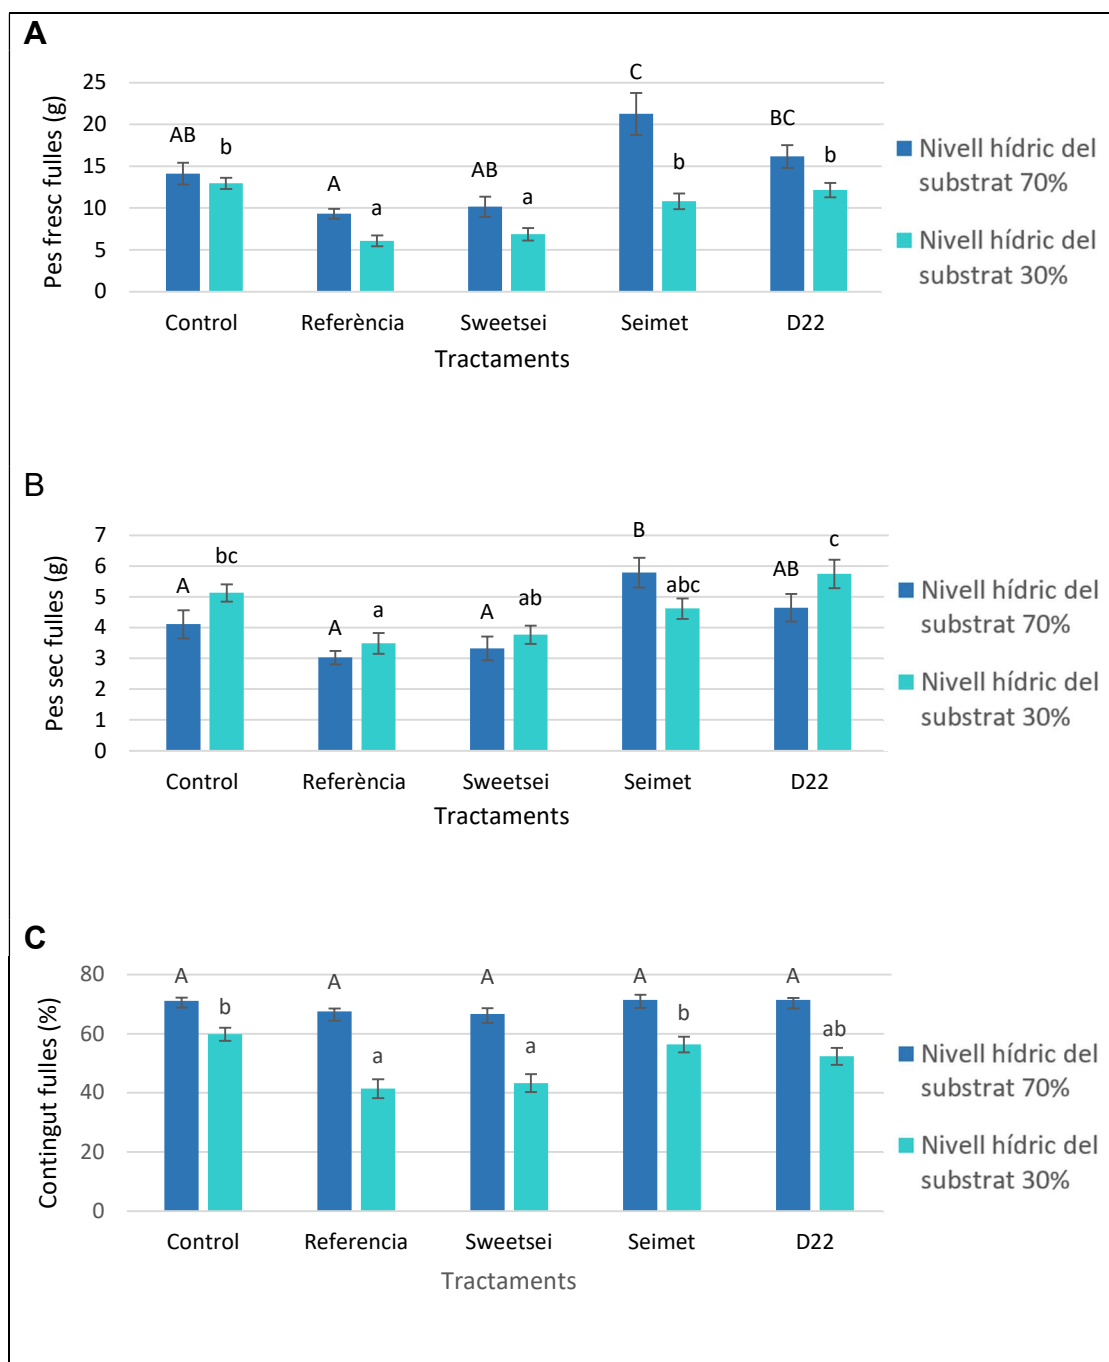 A
Pes fresc fulles (g)
25
20
15
10
5
0
AB
b
A
a
AB
a
C
b
BC
b
Control
Referència
Sweetsei
Seimet
D22
Tractaments
Nivell hídric del
substrat 70%
Nivell hídric del
substrat 30%
B
Pes sec fulles (g)
7
6
5
4
3
2
1
0
A
bc
A
a
A
ab
B
abc
AB
c
Control
Referència
Sweetsei
Seimet
D22
Tractaments
Nivell hídric del
substrat 70%
Nivell hídric del
substrat 30%
C
Contingut fulles (%)
80
60
40
20
0
A
b
A
a
A
a
A
b
A
ab
Control
Referencia
Sweetsei
Seimet
D22
Tractaments
Nivell hídric del
substrat 70%
Nivell hídric del
substrat 30%